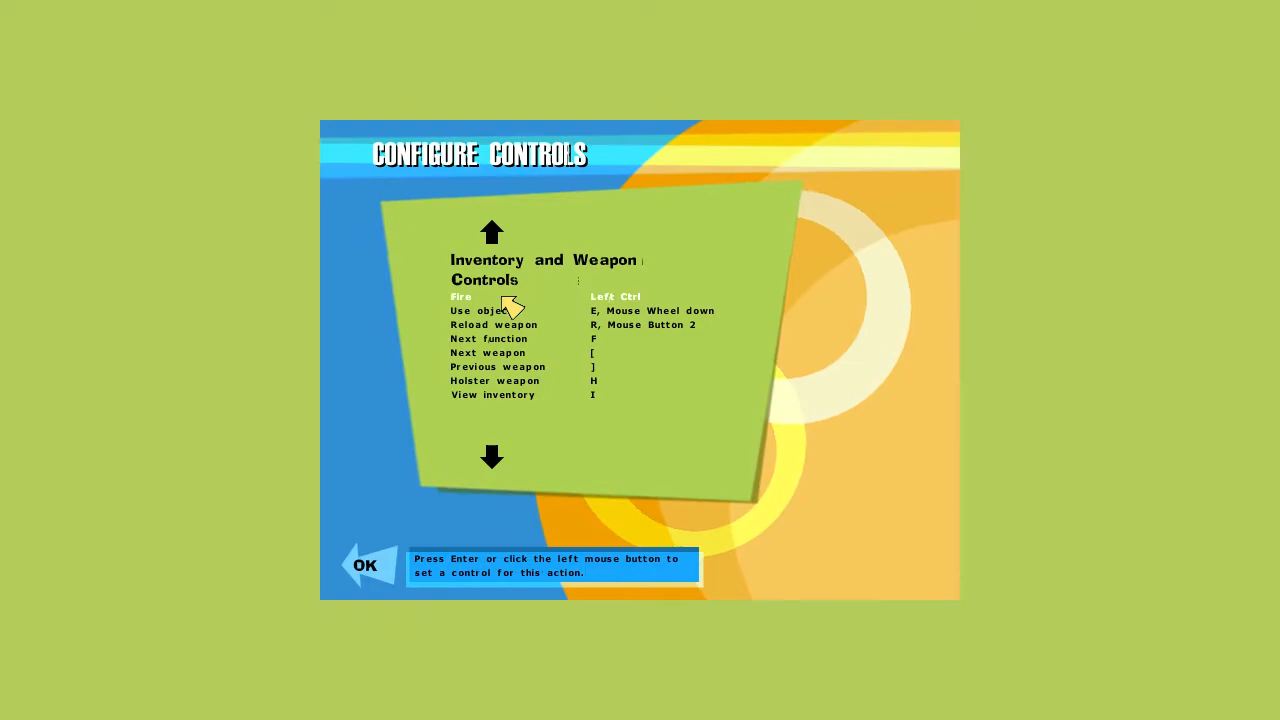 CONFIGURE CONTROLS
Inventory and Weapon
Controls
Fire Left Ctrl
Use object E, Mouse Wheel down
Reload weapon R, Mouse Button 2
Next function F
Next weapon [
Previous weapon ]
Holster weapon H
View inventory I
OK
Press Enter or click the left mouse button to
set a control for this action.